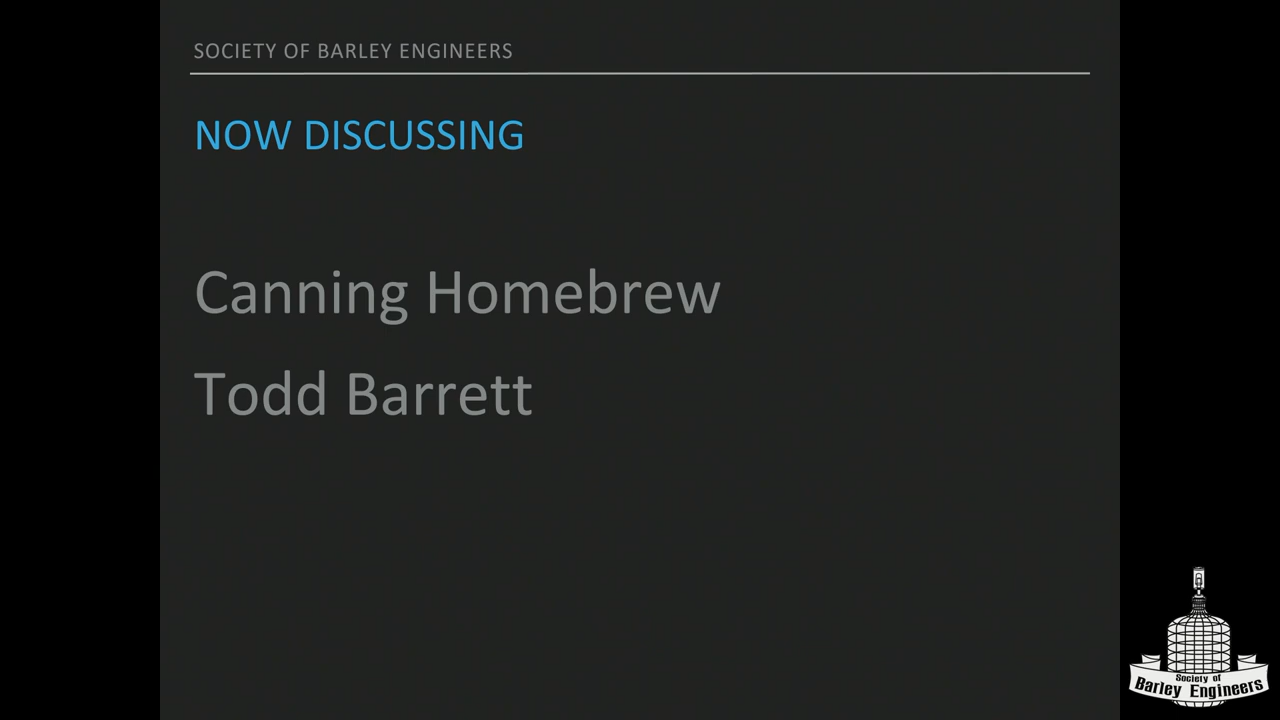 SOCIETY OF BARLEY ENGINEERS
NOW DISCUSSING
Canning Homebrew
Todd Barrett
Society of
Barley Engineers